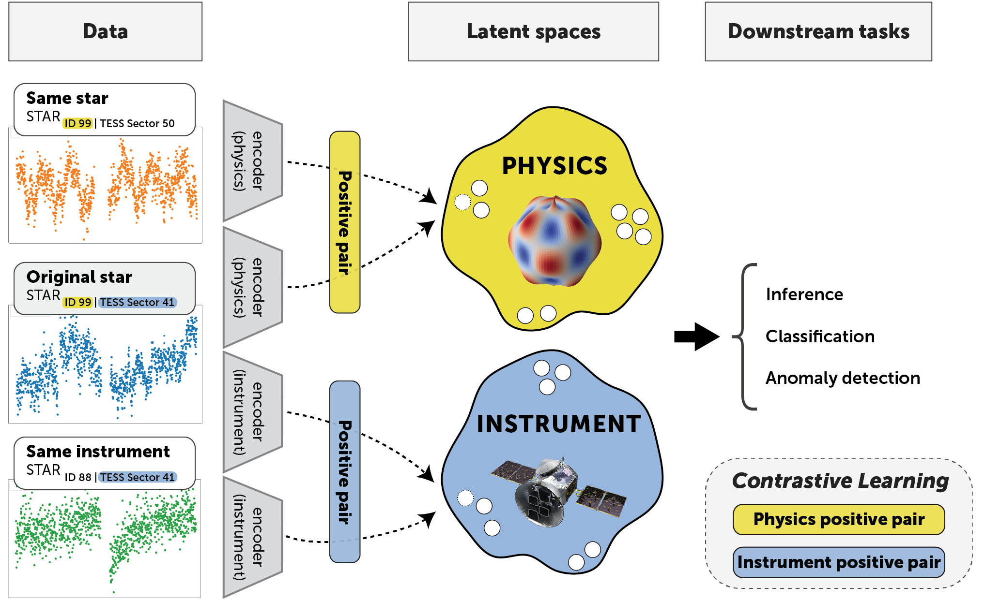 Data
Latent spaces
Downstream tasks
Same star
STAR ID 99 | TESS Sector 50
encoder
(physics)
Positive pair
PHYSICS
Original star
STAR ID 99 | TESS Sector 41
encoder
(physics)
Inference
Classification
Anomaly detection
Same instrument
STAR ID 88 | TESS Sector 41
encoder
(instrument)
Positive pair
INSTRUMENT
encoder
(instrument)
Contrastive Learning
Physics positive pair
Instrument positive pair